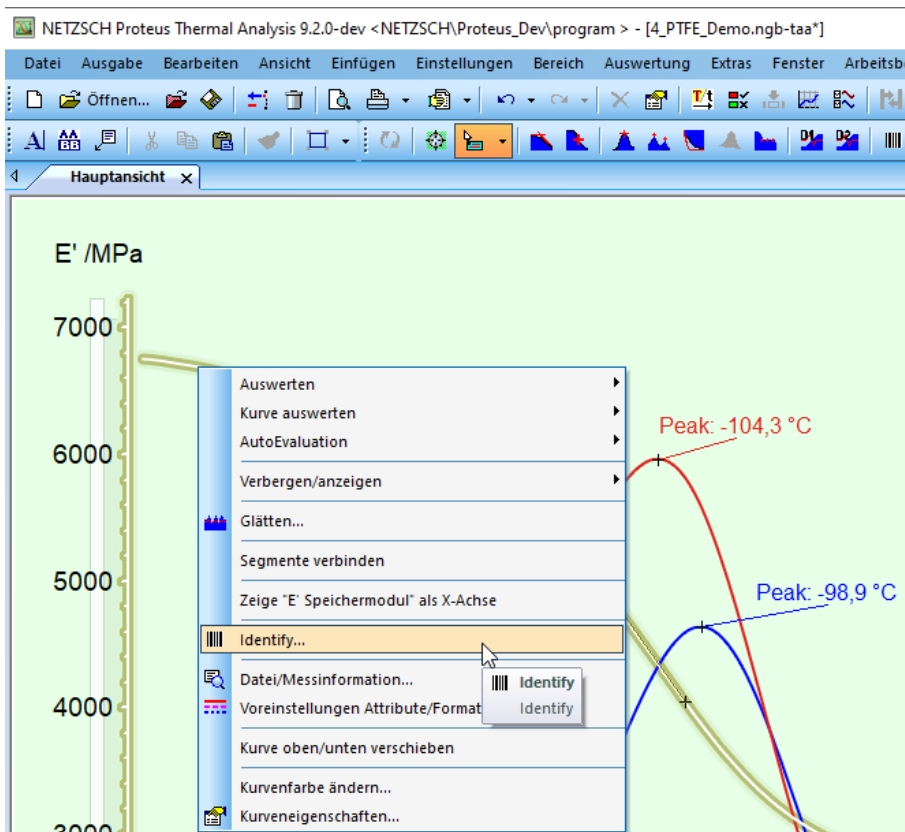 NETZSCH Proteus Thermal Analysis 9.2.0-dev <NETZSCH\Proteus_Dev\program > - [4_PTFE_Demo.ngb-taa*]
Datei Ausgabe Bearbeiten Ansicht Einfügen Einstellungen Bereich Auswertung Extras Fenster Arbeitsb
Öffnen...
Hauptansicht
E' /MPa
7000
6000
5000
4000
3000
Auswerten
Kurve auswerten
AutoEvaluation
Verbergen/anzeigen
Glätten...
Segmente verbinden
Zeige "E' Speichermodul" als X-Achse
Identify...
Datei/Messinformation...
Voreinstellungen Attribute/Format
Kurve oben/unten verschieben
Kurvenfarbe ändern...
Kurveneigenschaften...
Identify
Identify
Peak: -104,3 °C
Peak: -98,9 °C